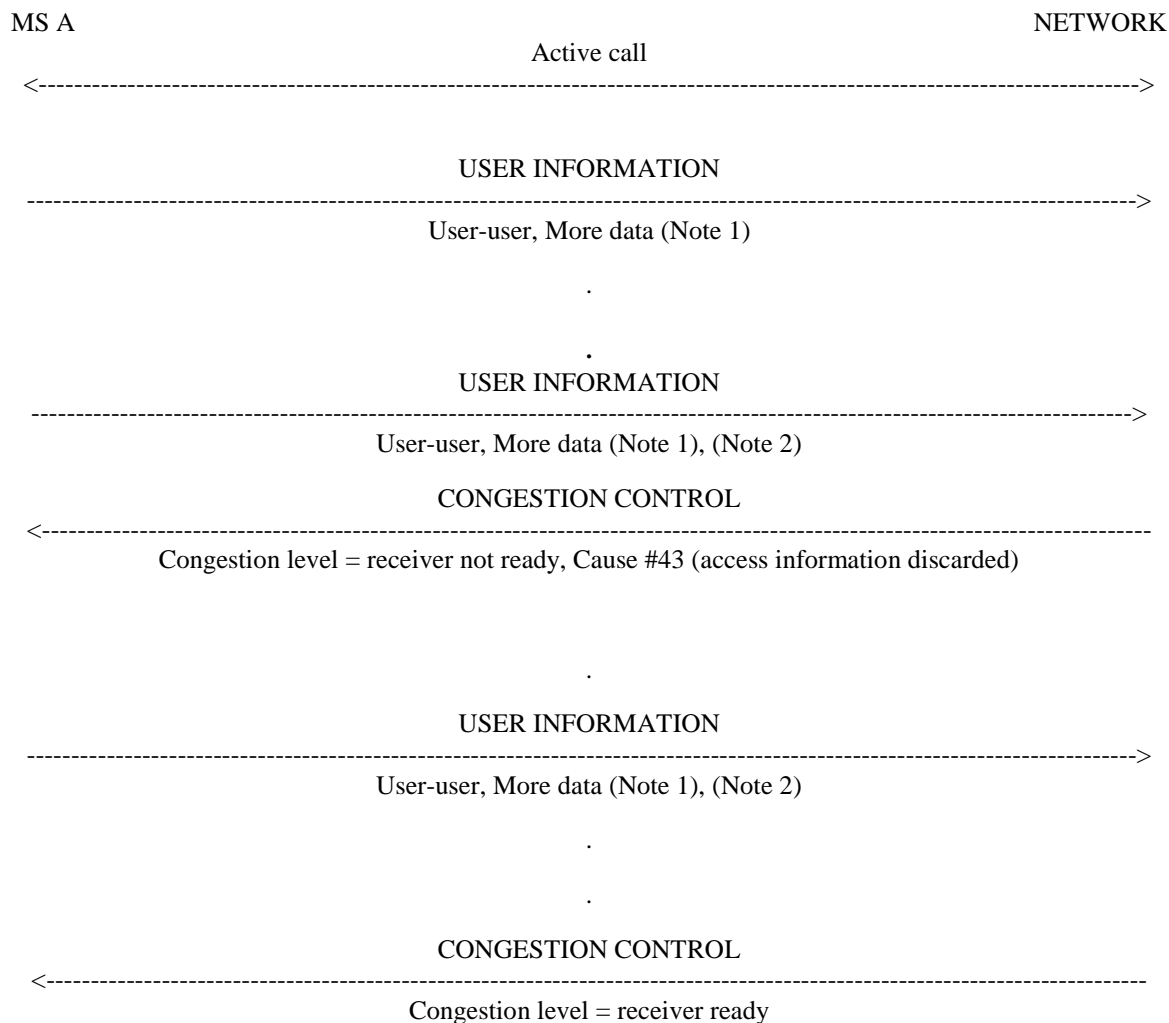 MS A NETWORK
Active call
<---------------------------------------------------------------------------------------------------------------------------->
USER INFORMATION
----------------------------------------------------------------------------------------------------------------------------->
User-user, More data (Note 1)
.
.
USER INFORMATION
---------------------------------------------------------------------------------------------------------------------------->
User-user, More data (Note 1), (Note 2)
CONGESTION CONTROL
<-----------------------------------------------------------------------------------------------------------------------------
Congestion level = receiver not ready, Cause #43 (access information discarded)
.
USER INFORMATION
----------------------------------------------------------------------------------------------------------------------------->
User-user, More data (Note 1), (Note 2)
.
.
CONGESTION CONTROL
<----------------------------------------------------------------------------------------------------------------------------
Congestion level = receiver ready